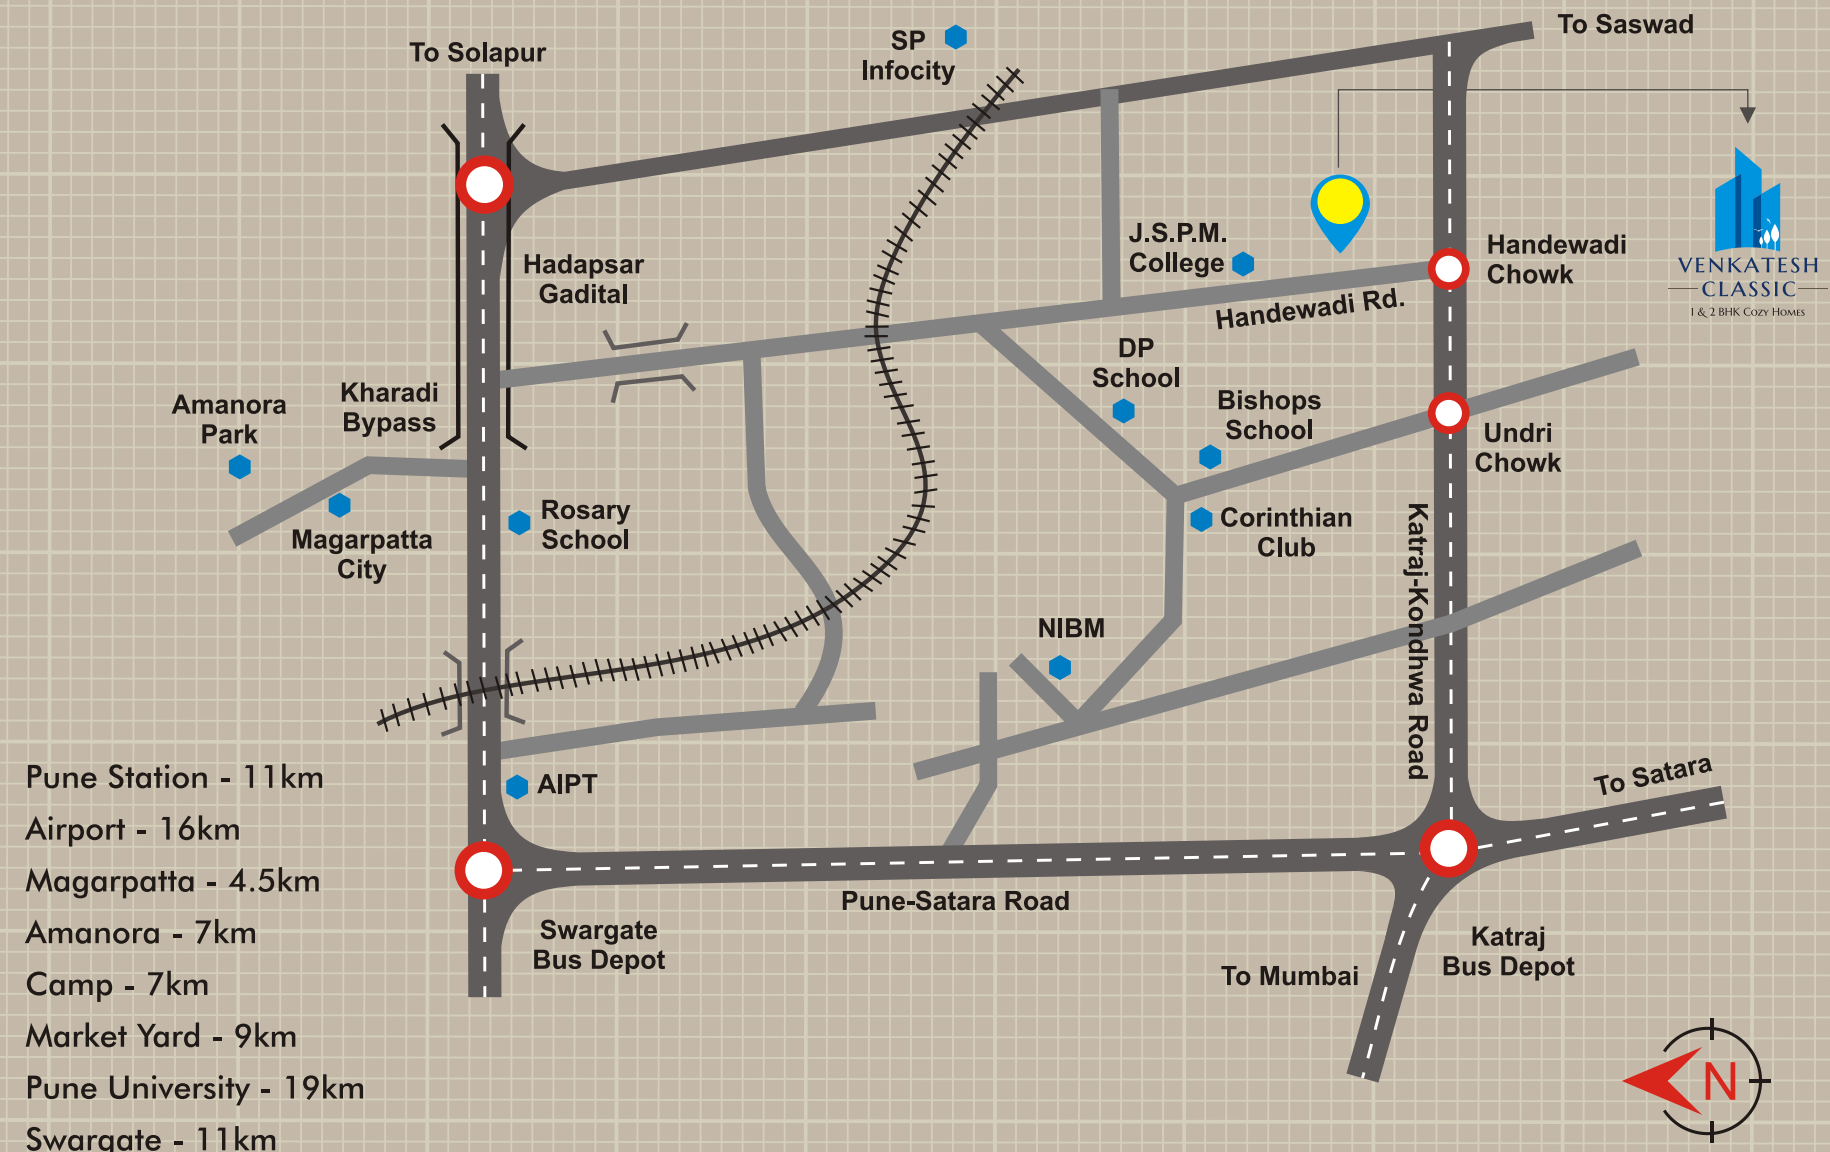 To Solapur
SP
Infocity
To Saswad
Hadapsar
Gadital
J.S.P.M.
College
Handewadi
Chowk
VENKATESH
CLASSIC
1 & 2 BHK COZY HOMES
Handewadi Rd.
DP
School
Kharadi
Bypass
Amanora
Park
Bishops
School
Undri
Chowk
Rosary
School
Magarpatta
City
Corinthian
Club
Katraj-Kondhwa Road
NIBM
AIPT
To Satara
Pune-Satara Road
Swargate
Bus Depot
Katraj
Bus Depot
To Mumbai
N
Pune Station - 11km
Airport - 16km
Magarpatta - 4.5km
Amanora - 7km
Camp - 7km
Market Yard - 9km
Pune University - 19km
Swargate - 11km